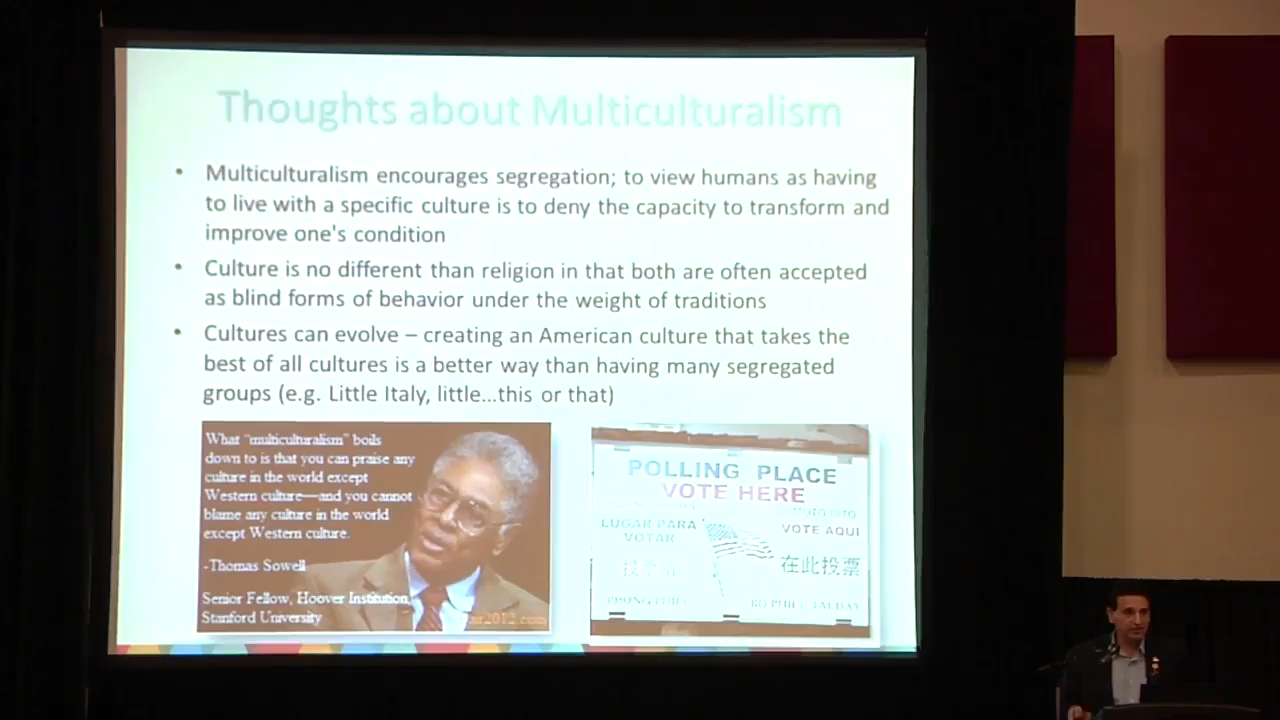 Thoughts about Multiculturalism
• Multiculturalism encourages segregation; to view humans as having
to live with a specific culture is to deny the capacity to transform and
improve one's condition
• Culture is no different than religion in that both are often accepted
as blind forms of behavior under the weight of traditions
• Cultures can evolve – creating an American culture that takes the
best of all cultures is a better way than having many segregated
groups (e.g. Little Italy, little...this or that)
What "multiculturalism" boils
down to is that you can praise any
culture in the world except
Western culture—and you cannot
blame any culture in the world
except Western culture.
-Thomas Sowell
Senior Fellow, Hoover Institution,
Stanford University
POLLING PLACE
VOTE HERE
LUGAR PARA
VOTAR
VOTE AQUI
在此投票